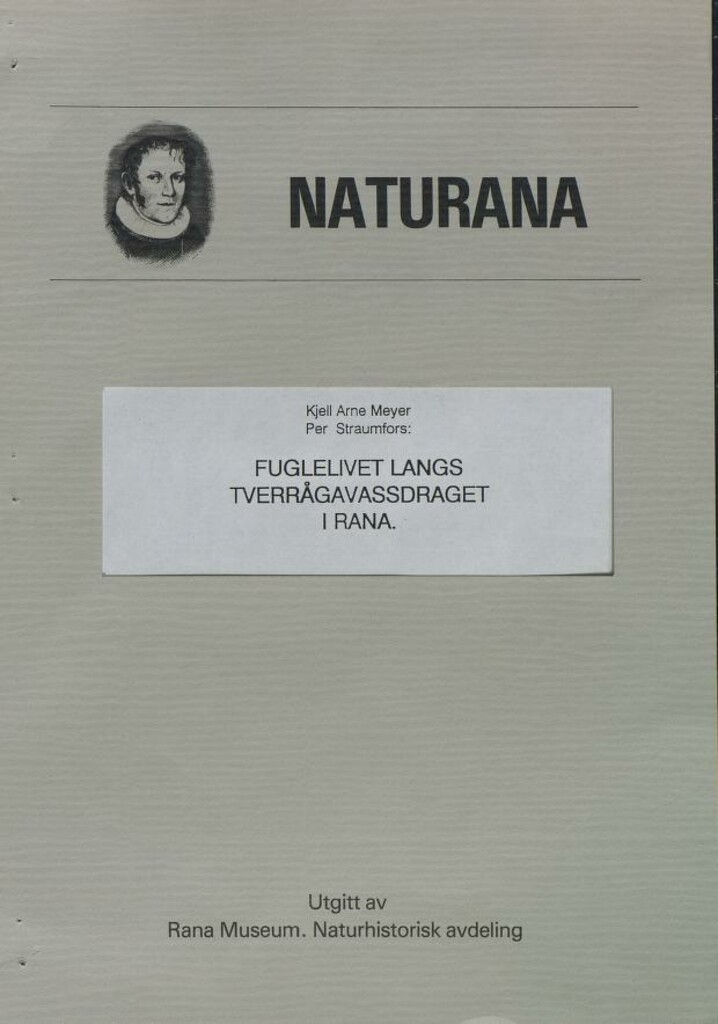 NATURANA
Kjell Arne Meyer
Per Straumfors:
FUGLELIVET LANGS
TVERRÅGAVASSDRAGET
I RANA.
Utgitt av
Rana Museum. Naturhistorisk avdeling